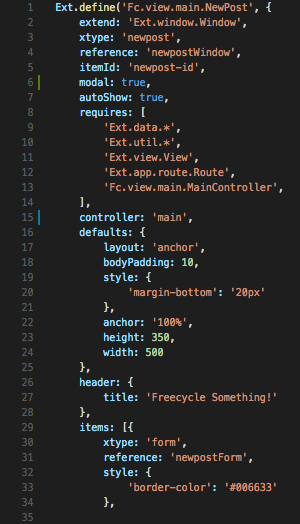 1 Ext.define('Fc.view.main.NewPost', {
2 extend: 'Ext.window.Window',
3 xtype: 'newpost',
4 reference: 'newpostWindow',
5 itemId: 'newpost-id',
6 modal: true,
7 autoShow: true,
8 requires: [
9 'Ext.data.*',
10 'Ext.util.*',
11 'Ext.view.View',
12 'Ext.app.route.Route',
13 'Fc.view.main.MainController',
14 ],
15 controller: 'main',
16 defaults: {
17 layout: 'anchor',
18 bodyPadding: 10,
19 style: {
20 'margin-bottom': '20px'
21 },
22 anchor: '100%',
23 height: 350,
24 width: 500
25 },
26 header: {
27 title: 'Freecycle Something!'
28 },
29 items: [{
30 xtype: 'form',
31 reference: 'newpostForm',
32 style: {
33 'border-color': '#006633'
34 },
35